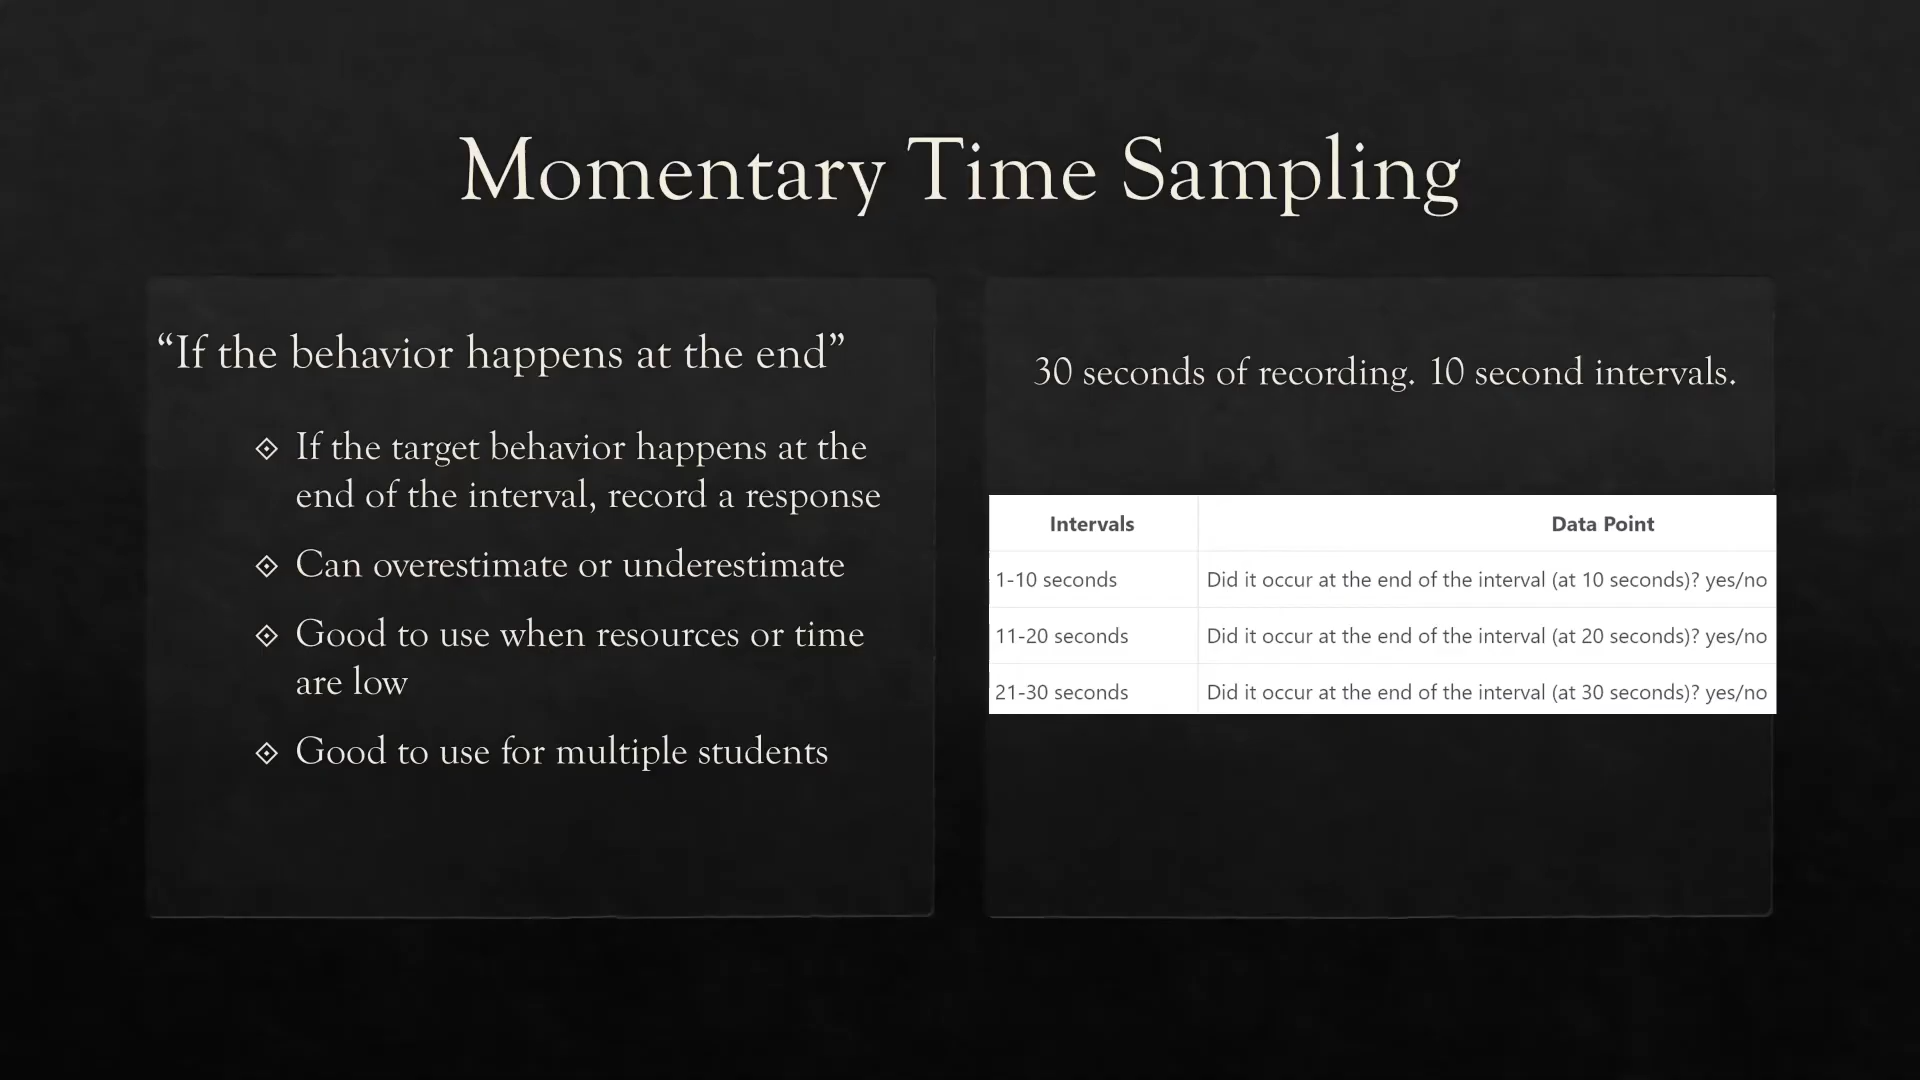 Momentary Time Sampling
“If the behavior happens at the end”
If the target behavior happens at the
end of the interval, record a response
Can overestimate or underestimate
Good to use when resources or time
are low
Good to use for multiple students
30 seconds of recording. 10 second intervals.
Intervals Data Point
1-10 seconds Did it occur at the end of the interval (at 10 seconds)? yes/no
11-20 seconds Did it occur at the end of the interval (at 20 seconds)? yes/no
21-30 seconds Did it occur at the end of the interval (at 30 seconds)? yes/no